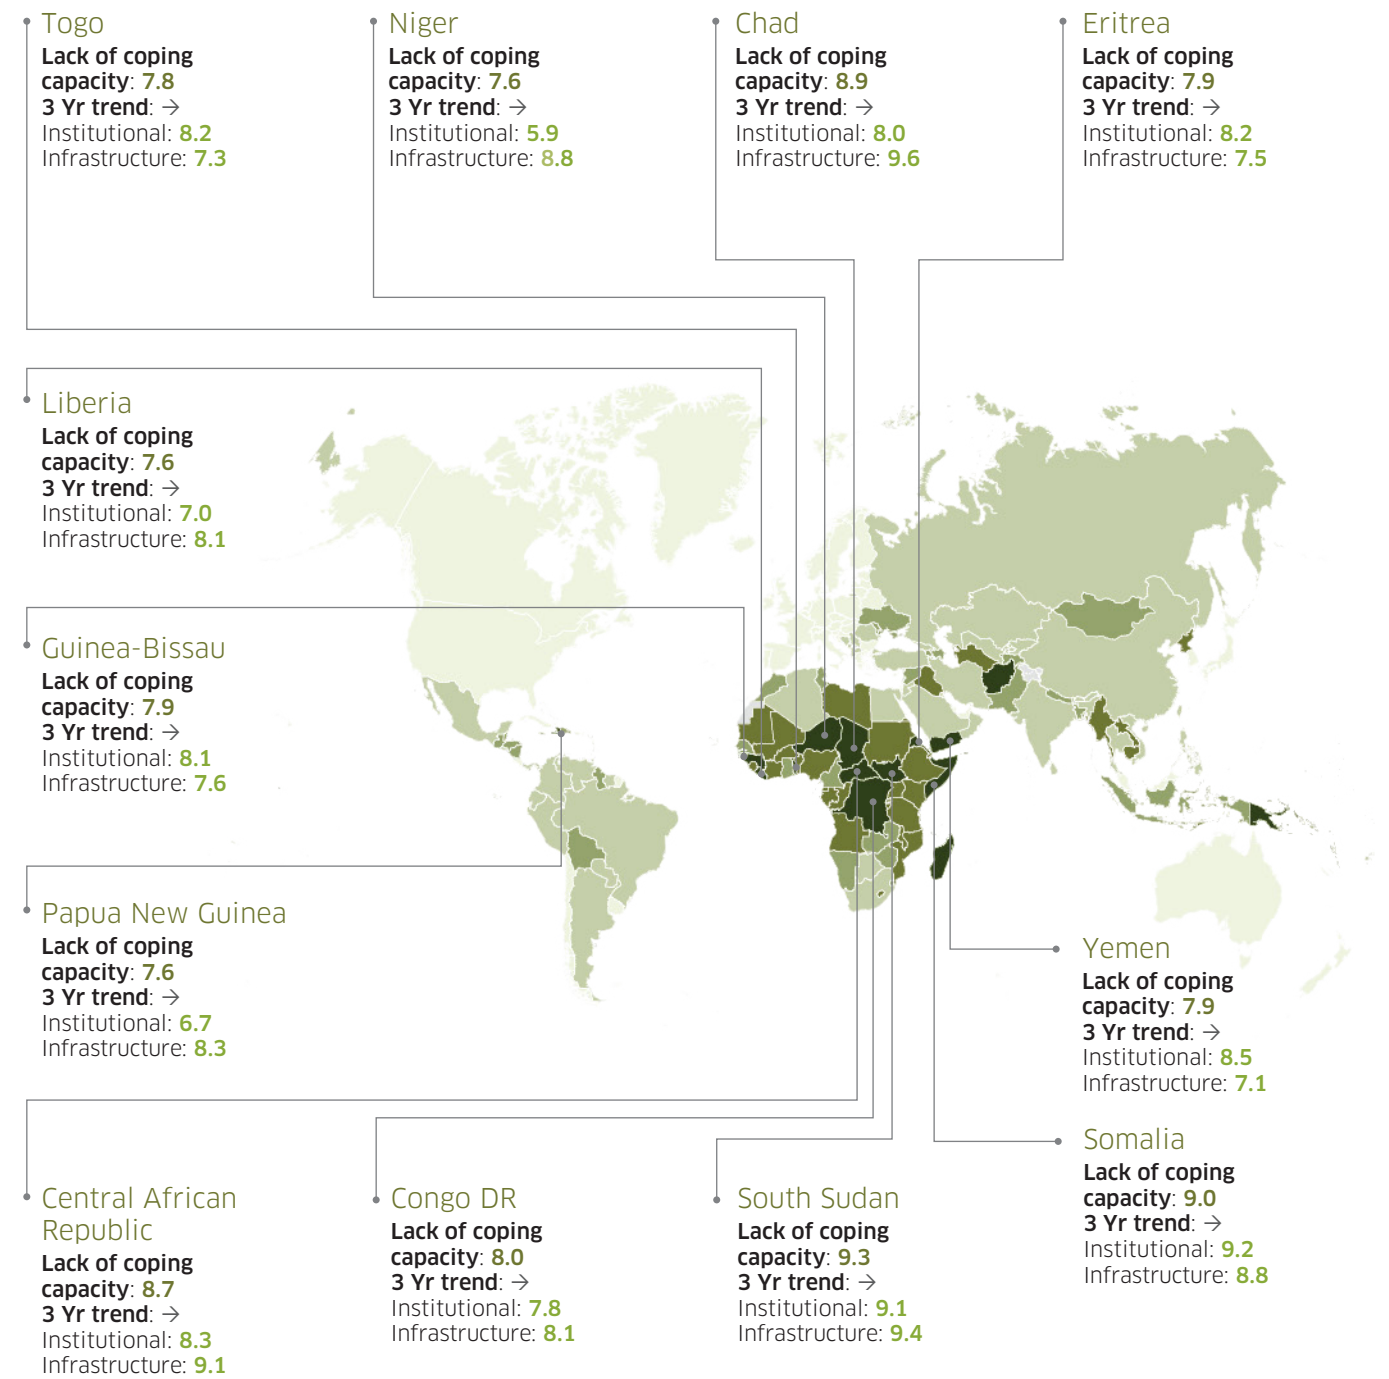 Togo
Lack of coping
capacity: 7.8
3 Yr trend: →
Institutional: 8.2
Infrastructure: 7.3
Niger
Lack of coping
capacity: 7.6
3 Yr trend: →
Institutional: 5.9
Infrastructure: 8.8
Chad
Lack of coping
capacity: 8.9
3 Yr trend: →
Institutional: 8.0
Infrastructure: 9.6
Eritrea
Lack of coping
capacity: 7.9
3 Yr trend: →
Institutional: 8.2
Infrastructure: 7.5
Liberia
Lack of coping
capacity: 7.6
3 Yr trend: →
Institutional: 7.0
Infrastructure: 8.1
Guinea-Bissau
Lack of coping
capacity: 7.9
3 Yr trend: →
Institutional: 8.1
Infrastructure: 7.6
Papua New Guinea
Lack of coping
capacity: 7.6
3 Yr trend: →
Institutional: 6.7
Infrastructure: 8.3
Yemen
Lack of coping
capacity: 7.9
3 Yr trend: →
Institutional: 8.5
Infrastructure: 7.1
Somalia
Lack of coping
capacity: 9.0
3 Yr trend: →
Institutional: 9.2
Infrastructure: 8.8
Central African
Republic
Lack of coping
capacity: 8.7
3 Yr trend: →
Institutional: 8.3
Infrastructure: 9.1
Congo DR
Lack of coping
capacity: 8.0
3 Yr trend: →
Institutional: 7.8
Infrastructure: 8.1
South Sudan
Lack of coping
capacity: 9.3
3 Yr trend: →
Institutional: 9.1
Infrastructure: 9.4